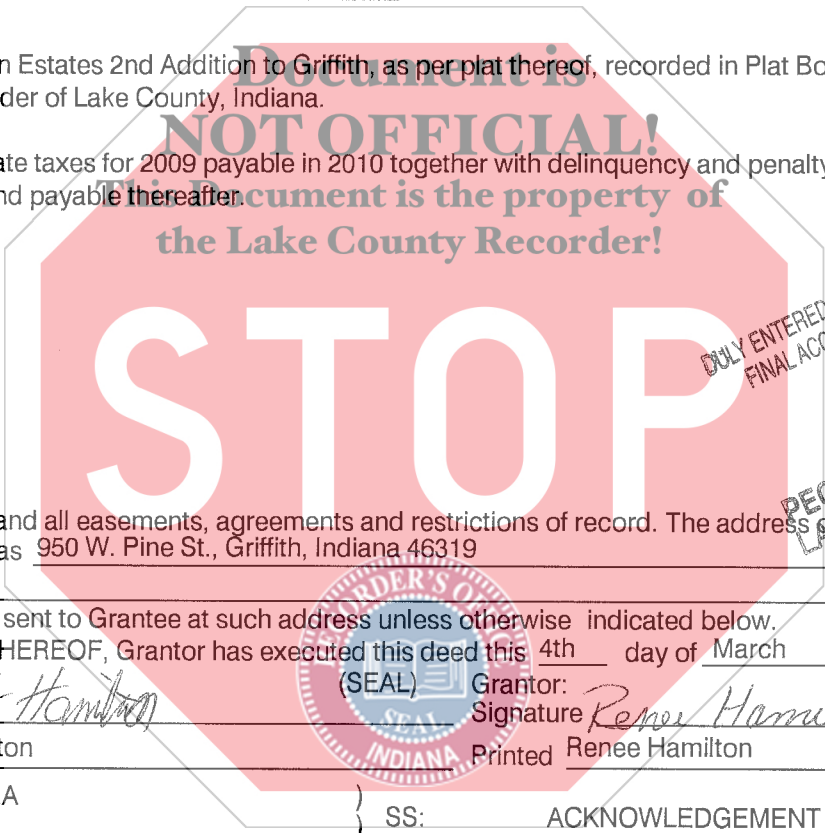 n Estates 2nd Addition to Griffith, as per plat thereof, recorded in Plat Bo
der of Lake County, Indiana.
Document is
NOT OFFICIAL!
ate taxes for 2009 payable in 2010 together with delinquency and penalty
nd payable thereafter.
This Document is the property of
the Lake County Recorder!
STOP
DULY ENTERED
FINAL ACC
and all easements, agreements and restrictions of record. The address o
as 950 W. Pine St., Griffith, Indiana 46319
sent to Grantee at such address unless otherwise indicated below.
HEREOF, Grantor has executed this deed this 4th day of March
(SEAL) Grantor:
Hamilton Signature Renee Hami
ton Printed Renee Hamilton
RECORDER'S OFFICE
SEAL
INDIANA
A
SS: ACKNOWLEDGEMENT